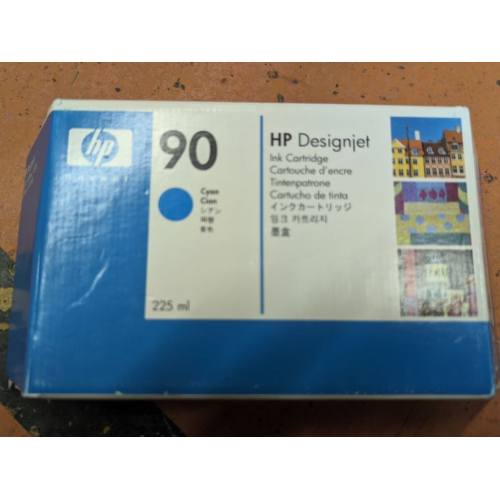 hp
90
Cyan
Cian
シアン
225 ml
HP Designjet
Ink Cartridge
Cartouche d'encre
Tintenpatrone
Cartucho de tinta
インクカートリッジ
잉크 카트리지
墨盒